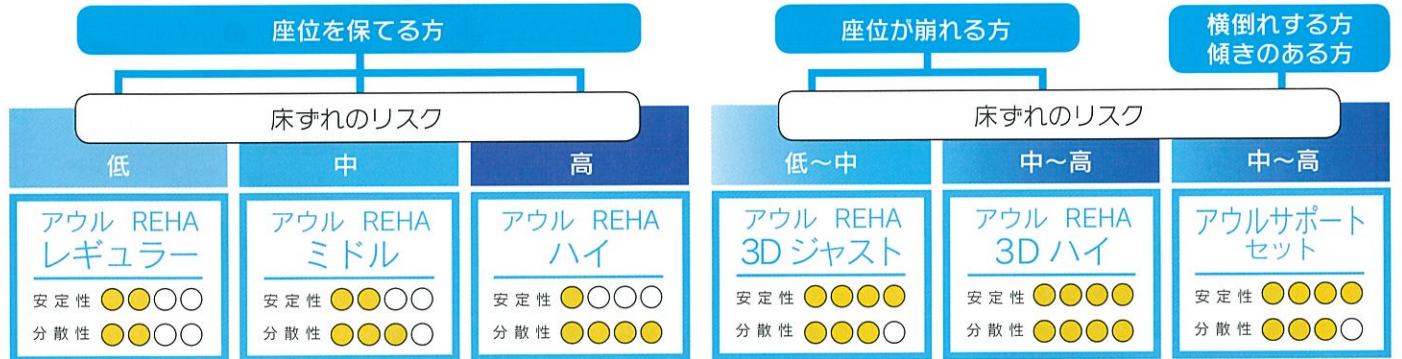 座位を保てる方
床ずれのリスク
低
中
高
アウル REHA
レギュラー
安定性
分散性
アウル REHA
ミドル
安定性
分散性
アウル REHA
ハイ
安定性
分散性
座位が崩れる方
横倒れする方
傾きのある方
床ずれのリスク
低～中
中～高
中～高
アウル REHA
3D ジャスト
安定性
分散性
アウル REHA
3D ハイ
安定性
分散性
アウルサポート
セット
安定性
分散性